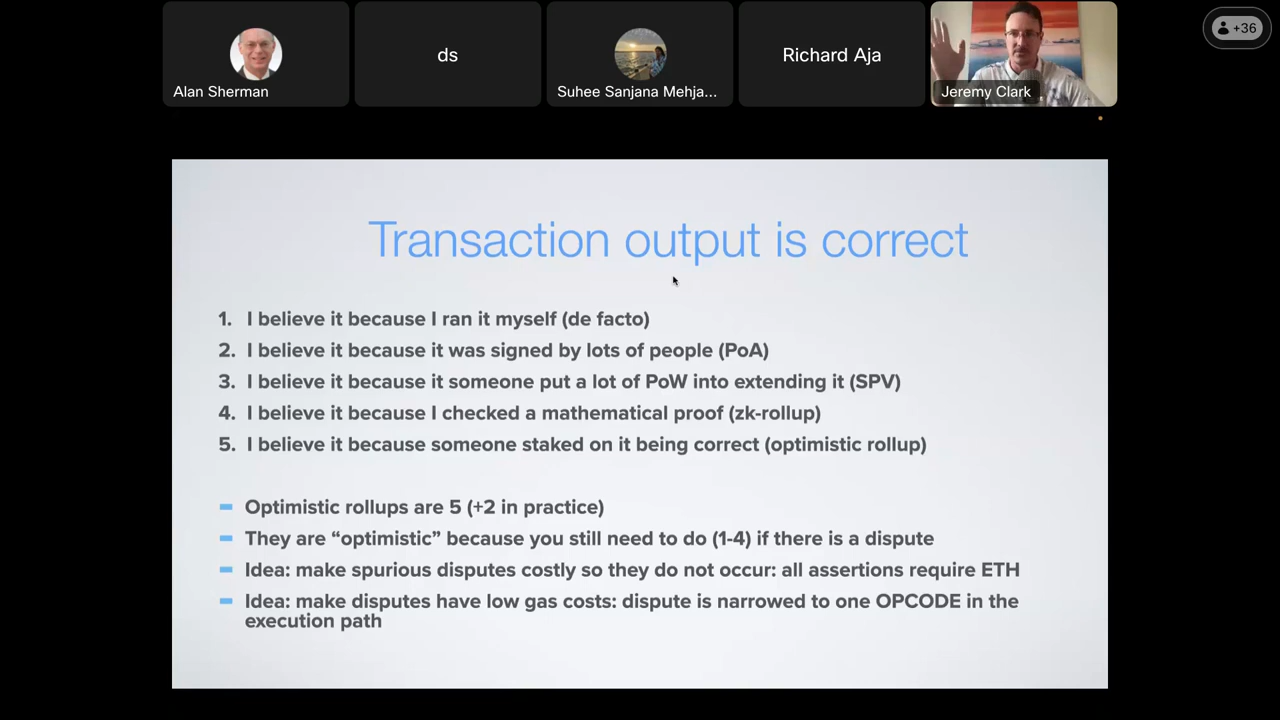 Alan Sherman
ds
Suhee Sanjana Mehja...
Richard Aja
Jeremy Clark
+36
Transaction output is correct
1. I believe it because I ran it myself (de facto)
2. I believe it because it was signed by lots of people (PoA)
3. I believe it because it someone put a lot of PoW into extending it (SPV)
4. I believe it because I checked a mathematical proof (zk-rollup)
5. I believe it because someone staked on it being correct (optimistic rollup)
- Optimistic rollups are 5 (+2 in practice)
- They are “optimistic” because you still need to do (1-4) if there is a dispute
- Idea: make spurious disputes costly so they do not occur: all assertions require ETH
- Idea: make disputes have low gas costs: dispute is narrowed to one OPCODE in the
execution path